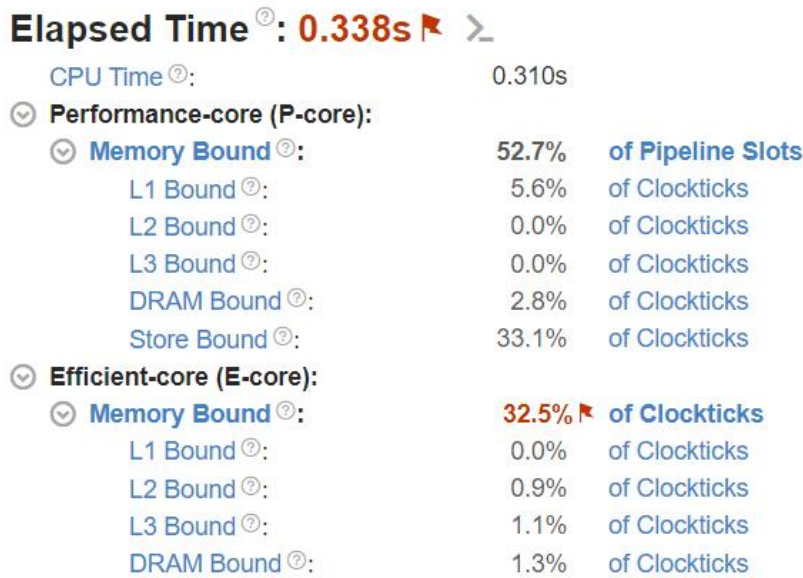 Elapsed Time ?: 0.338s
CPU Time ?: 0.310s
Performance-core (P-core):
Memory Bound ?: 52.7% of Pipeline Slots
L1 Bound ?: 5.6% of Clockticks
L2 Bound ?: 0.0% of Clockticks
L3 Bound ?: 0.0% of Clockticks
DRAM Bound ?: 2.8% of Clockticks
Store Bound ?: 33.1% of Clockticks
Efficient-core (E-core):
Memory Bound ?: 32.5% of Clockticks
L1 Bound ?: 0.0% of Clockticks
L2 Bound ?: 0.9% of Clockticks
L3 Bound ?: 1.1% of Clockticks
DRAM Bound ?: 1.3% of Clockticks